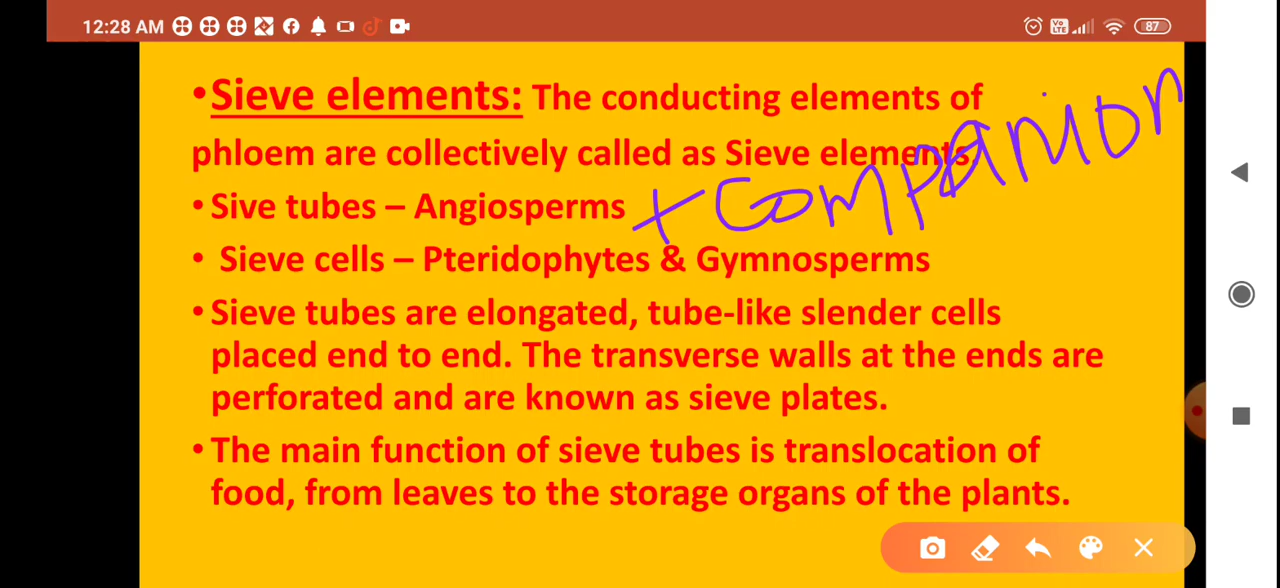 12:28 AM
Vo LTE 87
•Sieve elements: The conducting elements of
phloem are collectively called as Sieve elements.
• Sive tubes – Angiosperms + Companion
• Sieve cells – Pteridophytes & Gymnosperms
• Sieve tubes are elongated, tube-like slender cells
placed end to end. The transverse walls at the ends are
perforated and are known as sieve plates.
• The main function of sieve tubes is translocation of
food, from leaves to the storage organs of the plants.